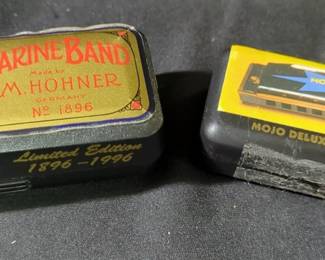 ARINE BAND
Made by
M. HOHNER
GERMANY
No 1896
Limited Edition
1896-1996
MOJO DELUX